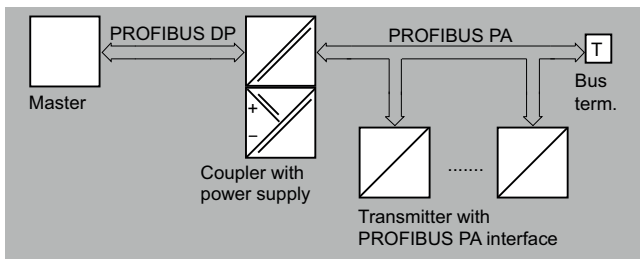 PROFIBUS DP
PROFIBUS PA
T
Master
+
−
Bus
term.
Coupler with
power supply
.......
Transmitter with
PROFIBUS PA interface